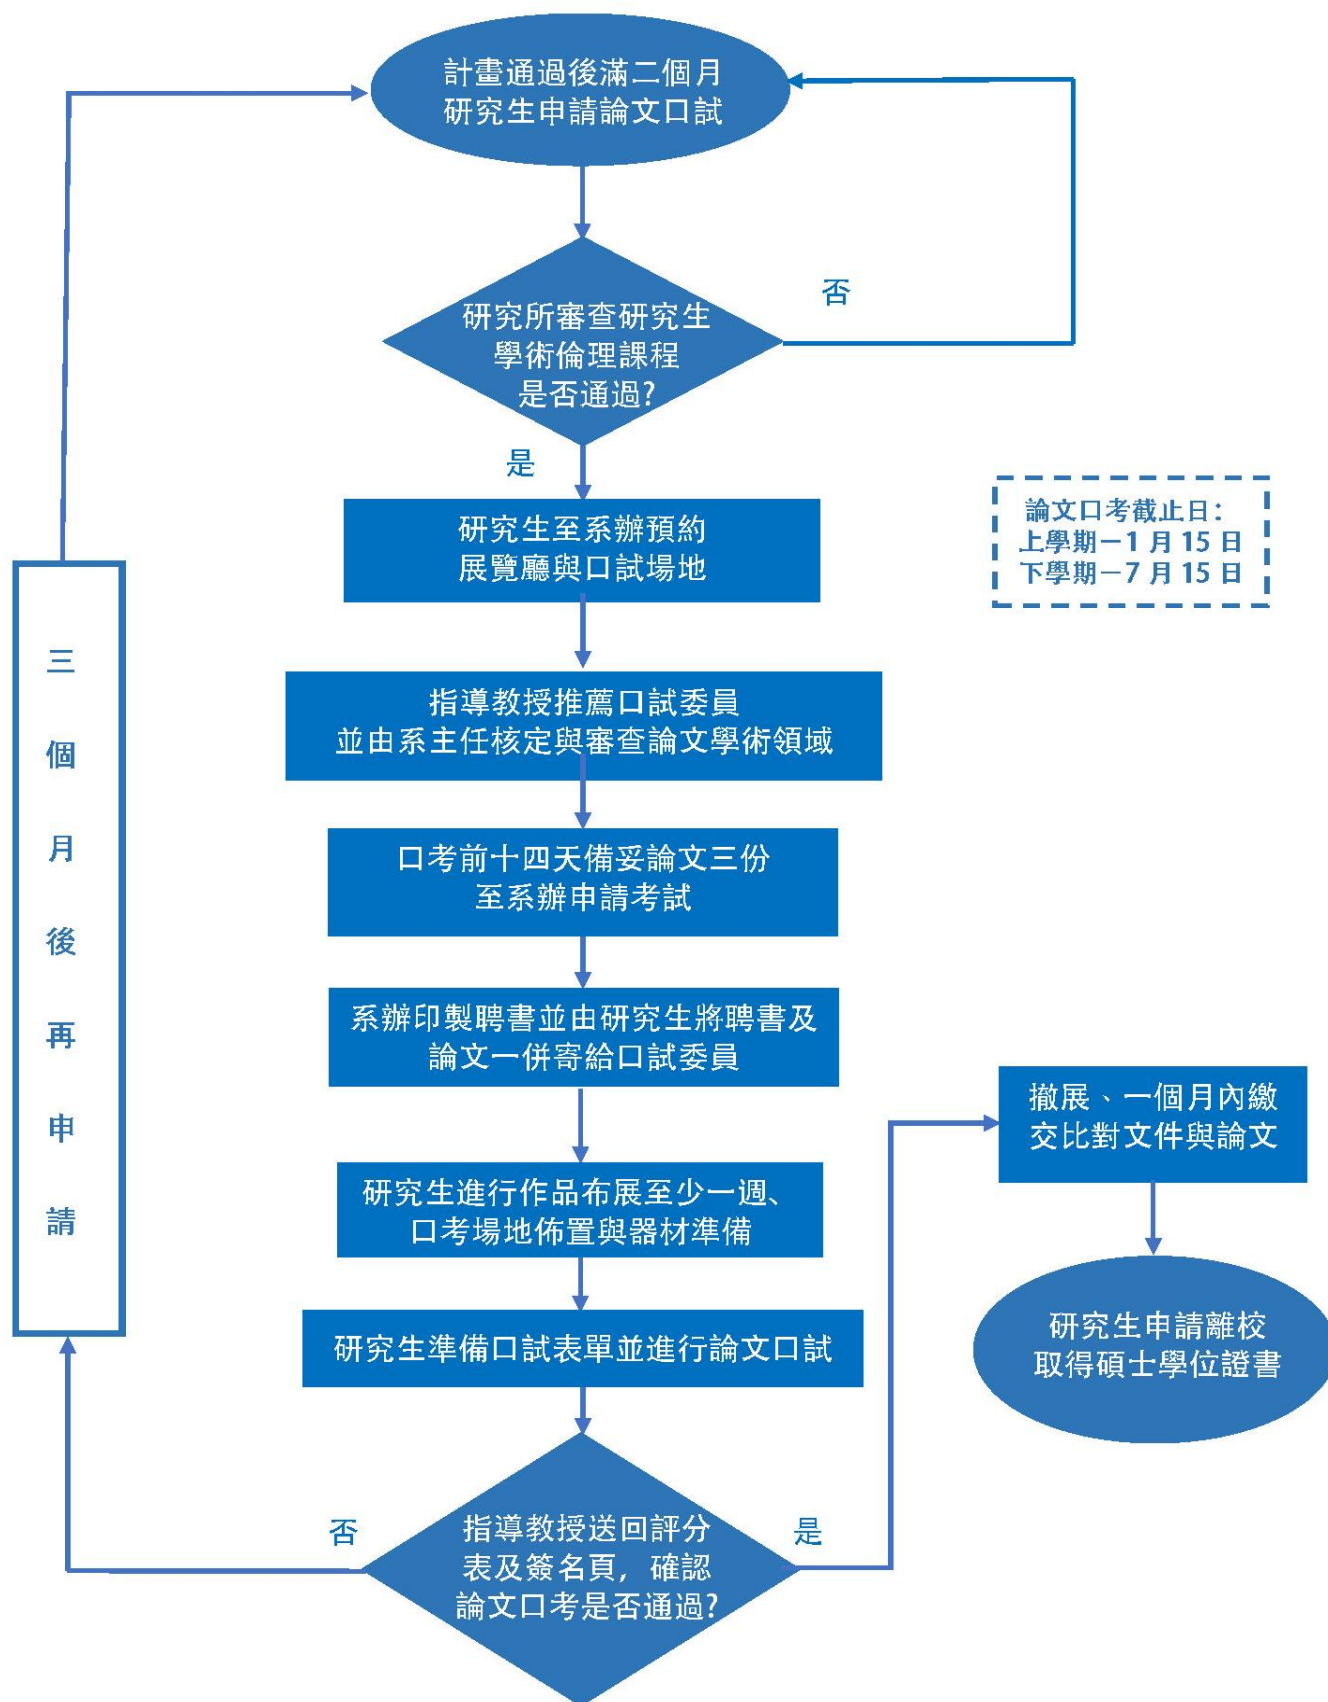 計畫通過後滿二個月
研究生申請論文口試
否
研究所審查研究生
學術倫理課程
是否通過?
是
研究生至系辦預約
展覽廳與口試場地
論文口考截止日:
上學期－1 月 15 日
下學期－7 月 15 日
指導教授推薦口試委員
並由系主任核定與審查論文學術領域
口考前十四天備妥論文三份
至系辦申請考試
系辦印製聘書並由研究生將聘書及
論文一併寄給口試委員
研究生進行作品布展至少一週、
口考場地佈置與器材準備
研究生準備口試表單並進行論文口試
指導教授送回評分
表及簽名頁，確認
論文口考是否通過?
否
是
三
個
月
後
再
申
請
撤展、一個月內繳
交比對文件與論文
研究生申請離校
取得碩士學位證書